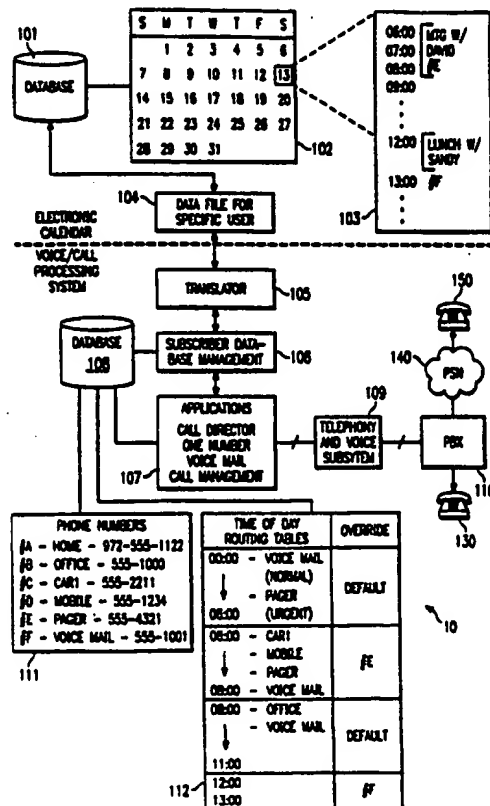 101
DATABASE
S M T W T F S
1 2 3 4 5 6
7 8 9 10 11 12 13
14 15 16 17 18 19 20
21 22 23 24 25 26 27
28 29 30 31
102
06:00 MTG W/
07:00 DAVID
08:00 #E
09:00
12:00 LUNCH W/
SANDY
13:00 #F
103
104
DATA FILE FOR
SPECIFIC USER
ELECTRONIC
CALENDAR
VOICE/CALL
PROCESSING
SYSTEM
TRANSLATOR
105
DATABASE
108
SUBSCRIBER DATA-
BASE MANAGEMENT
106
APPLICATIONS
CALL DIRECTOR
ONE NUMBER
VOICE MAIL
CALL MANAGEMENT
107
109
TELEPHONY
AND VOICE
SUBSYTEM
150
140
PSN
PBX
110
130
PHONE NUMBERS
#A - HOME - 972-555-1122
#B - OFFICE - 555-1000
#C - CAR1 - 555-2211
#D - MOBILE - 555-1234
#E - PAGER - 555-4321
#F - VOICE MAIL - 555-1001
111
TIME OF DAY
ROUTING TABLES
OVERRIDE
00:00 - VOICE MAIL
(NORMAL)
- PAGER
06:00 (URGENT)
DEFAULT
06:00 - CAR1
- MOBILE
- PAGER
08:00 - VOICE MAIL
#E
08:00 - OFFICE
- VOICE MAIL
11:00
DEFAULT
12:00
13:00
#F
112
10